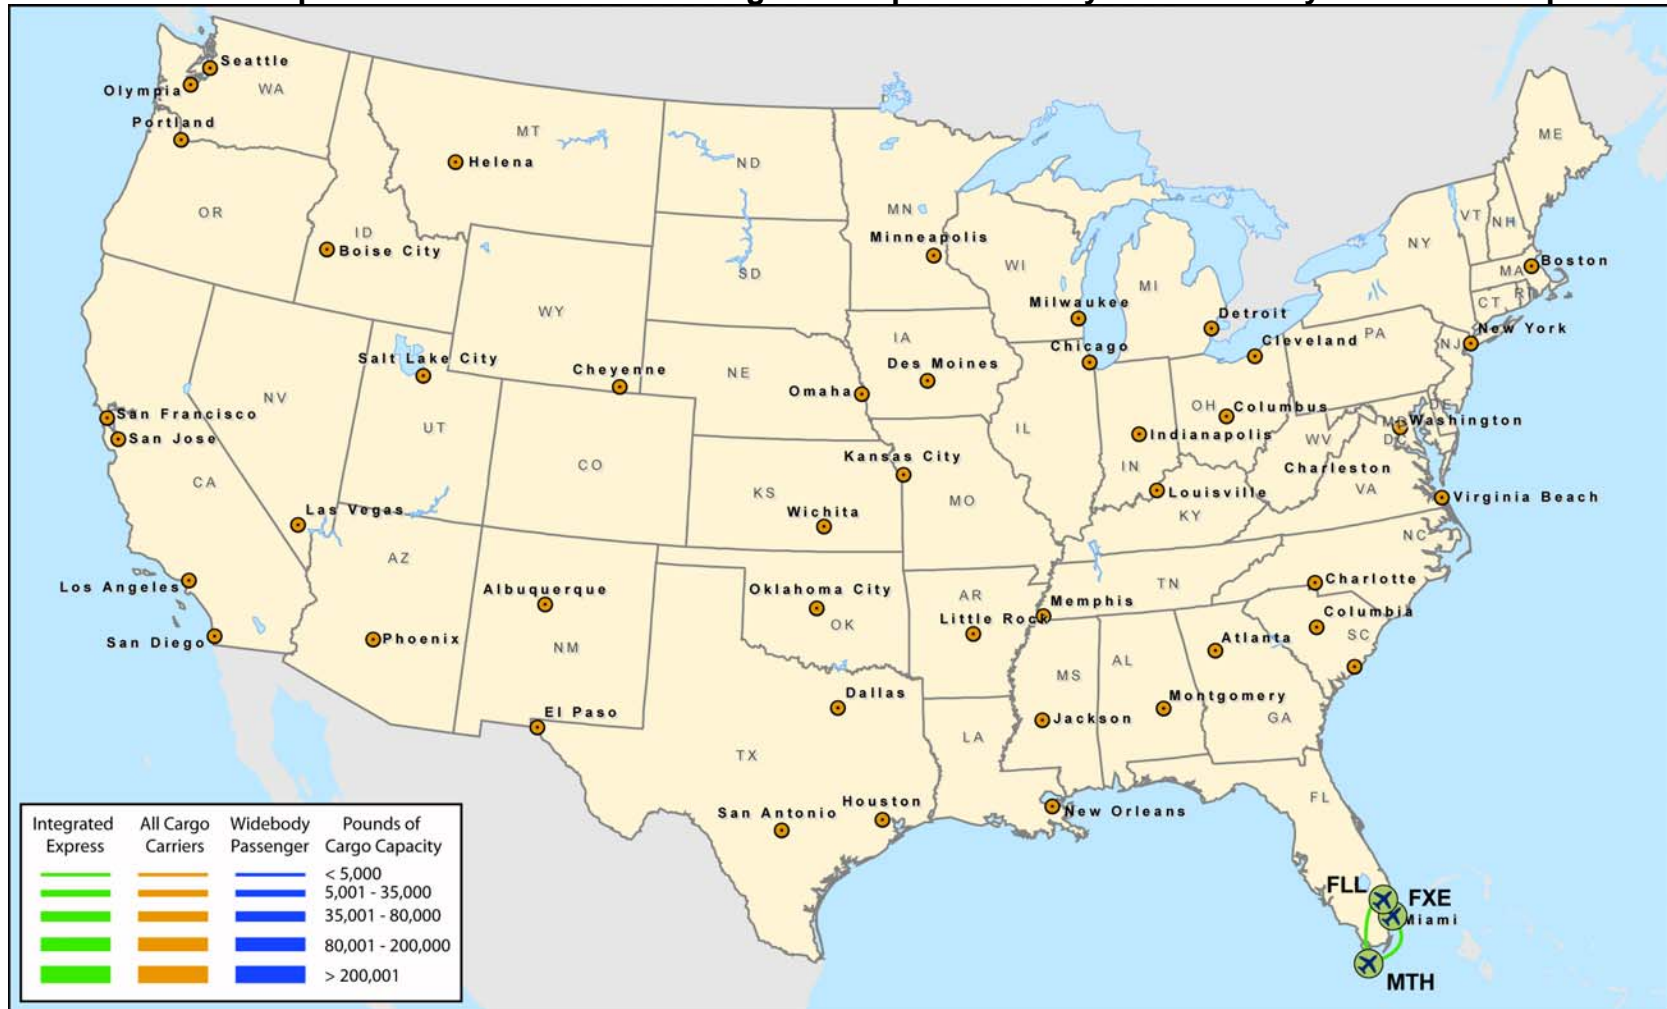 Seattle
WA
Olympia
Portland
MT
Helena
ND
ME
OR
ID
Boise City
MN
Minneapolis
VT
NH
NY
WI
SD
MA
Boston
MI
CT
RI
WY
Milwaukee
Detroit
New York
PA
NJ
IA
Chicago
Cleveland
Salt Lake City
Des Moines
Cheyenne
NE
Omaha
NV
OH
Columbus
DE
MD
Washington
DC
San Francisco
San Jose
UT
IL
Indianapolis
WV
CO
Kansas City
IN
Charleston
CA
KS
MO
Louisville
VA
Virginia Beach
Las Vegas
Wichita
KY
NC
AZ
Los Angeles
Albuquerque
Oklahoma City
AR
TN
Charlotte
Memphis
Little Rock
Columbia
OK
San Diego
Phoenix
NM
Atlanta
SC
MS
AL
Dallas
Montgomery
El Paso
Jackson
GA
LA
TX
FL
Houston
San Antonio
New Orleans
FLL
FXE
Miami
MTH
Integrated Express
All Cargo Carriers
Widebody Passenger
Pounds of Cargo Capacity
< 5,000
5,001 - 35,000
35,001 - 80,000
80,001 - 200,000
> 200,001